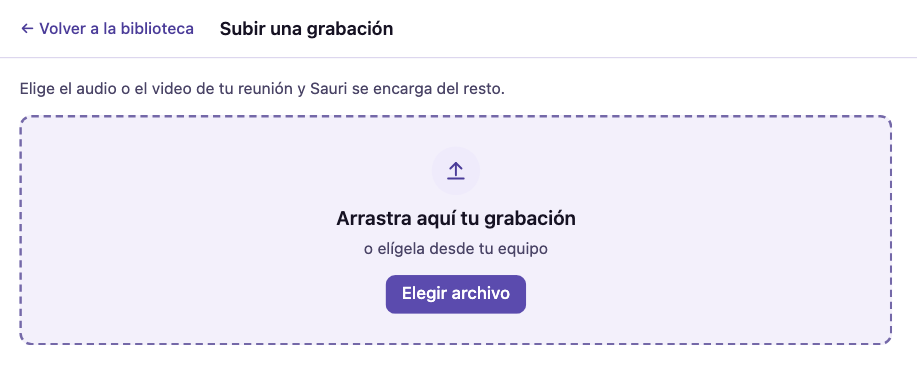 ← Volver a la biblioteca Subir una grabación
Elige el audio o el video de tu reunión y Sauri se encarga del resto.
Arrastra aquí tu grabación
o elígela desde tu equipo
Elegir archivo